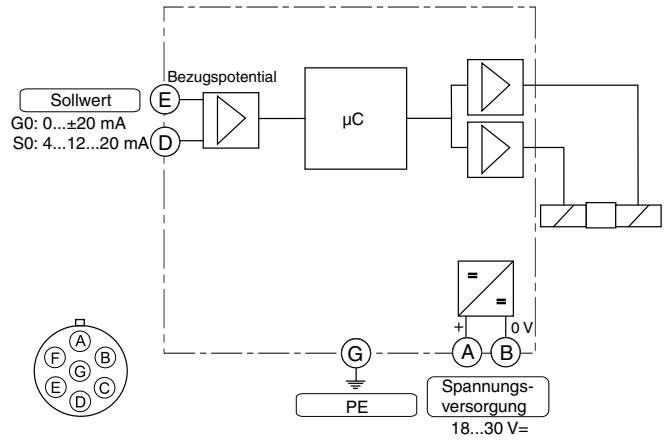 Bezugspotential
Sollwert
E
G0: 0...±20 mA
S0: 4...12...20 mA
D
µC
=
=
+
0 V
G
A
B
PE
Spannungs-
versorgung
18...30 V=
A
F
B
G
E
C
D